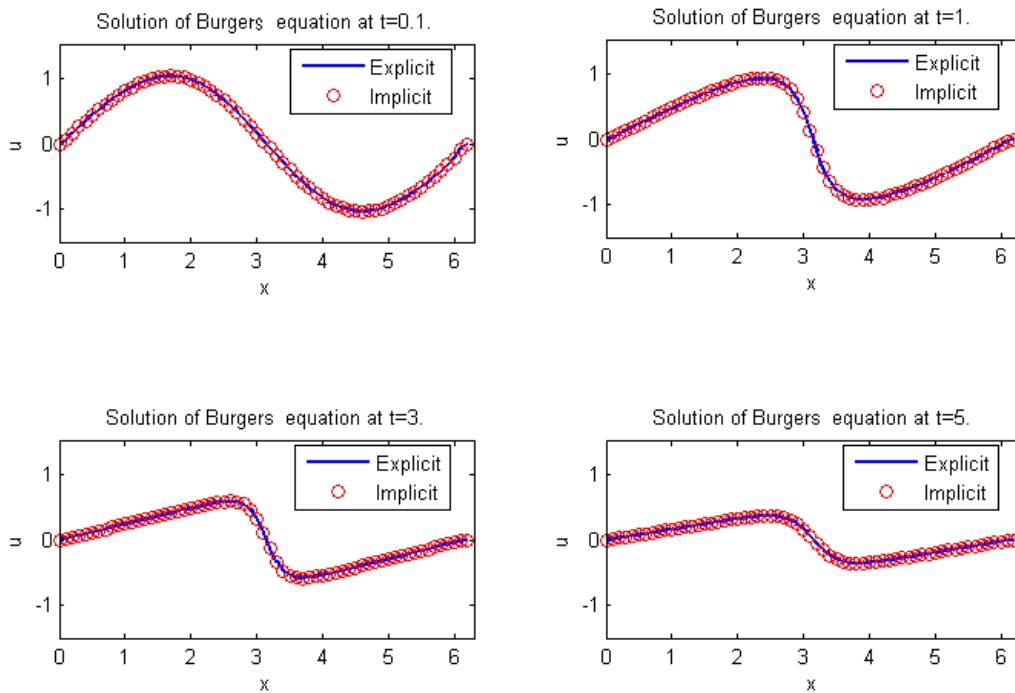 Solution of Burgers equation at t=0.1.
Explicit
Implicit
1
0
-1
u
0 1 2 3 4 5 6
x
Solution of Burgers equation at t=1.
Explicit
Implicit
1
0
-1
u
0 1 2 3 4 5 6
x
Solution of Burgers equation at t=3.
Explicit
Implicit
1
0
-1
u
0 1 2 3 4 5 6
x
Solution of Burgers equation at t=5.
Explicit
Implicit
1
0
-1
u
0 1 2 3 4 5 6
x